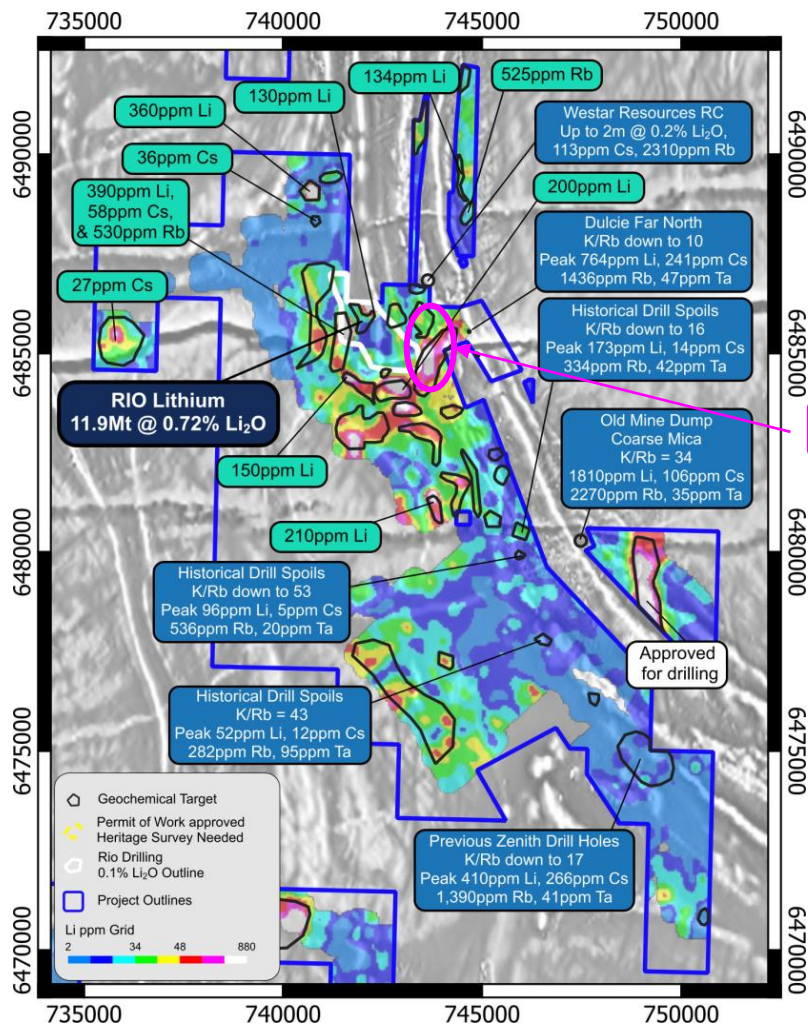 735000
740000
745000
750000
134ppm Li
525ppm Rb
130ppm Li
360ppm Li
Westar Resources RC
Up to 2m @ 0.2% Li₂O,
113ppm Cs, 2310ppm Rb
6490000
6490000
36ppm Cs
200ppm Li
390ppm Li,
58ppm Cs,
& 530ppm Rb
Dulcie Far North
K/Rb down to 10
Peak 764ppm Li, 241ppm Cs
1436ppm Rb, 47ppm Ta
27ppm Cs
Historical Drill Spoils
K/Rb down to 16
Peak 173ppm Li, 14ppm Cs
334ppm Rb, 42ppm Ta
6485000
6485000
RIO Lithium
11.9Mt @ 0.72% Li₂O
Old Mine Dump
Coarse Mica
K/Rb = 34
1810ppm Li, 106ppm Cs
2270ppm Rb, 35ppm Ta
150ppm Li
210ppm Li
6480000
6480000
Historical Drill Spoils
K/Rb down to 53
Peak 96ppm Li, 5ppm Cs
536ppm Rb, 20ppm Ta
Approved
for drilling
Historical Drill Spoils
K/Rb = 43
Peak 52ppm Li, 12ppm Cs
282ppm Rb, 95ppm Ta
6475000
6475000
Geochemical Target
Permit of Work approved
Heritage Survey Needed
Rio Drilling
0.1% Li₂O Outline
Project Outlines
Li ppm Grid
2 34 48 880
Previous Zenith Drill Holes
K/Rb down to 17
Peak 410ppm Li, 266ppm Cs
1,390ppm Rb, 41ppm Ta
6470000
6470000
735000
740000
745000
750000